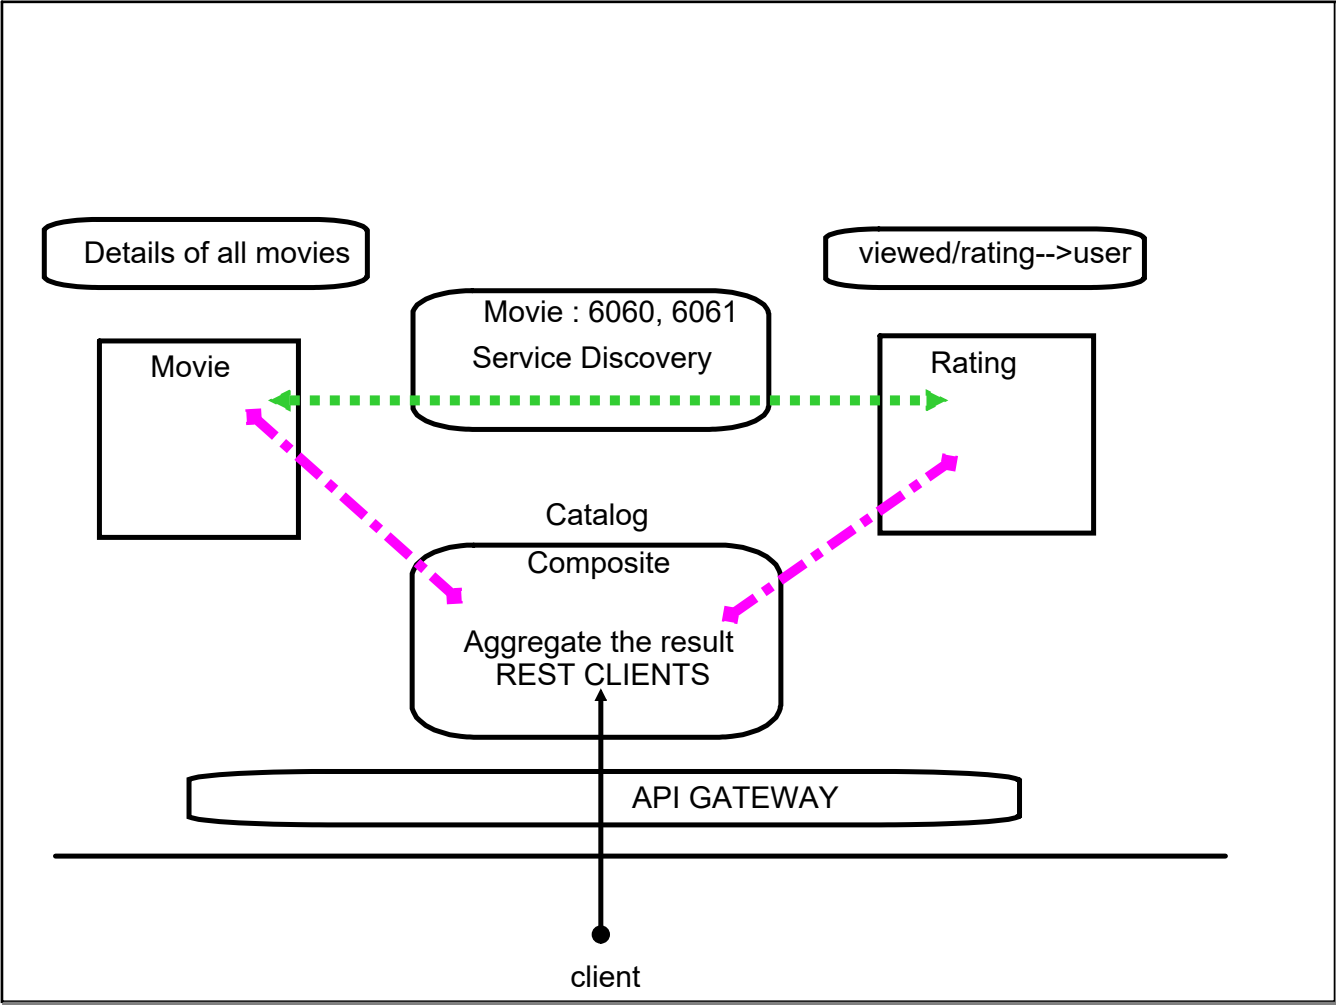 Details of all movies
viewed/rating-->user
Movie : 6060, 6061
Service Discovery
Movie
Rating
Catalog
Composite
Aggregate the result
REST CLIENTS
API GATEWAY
client